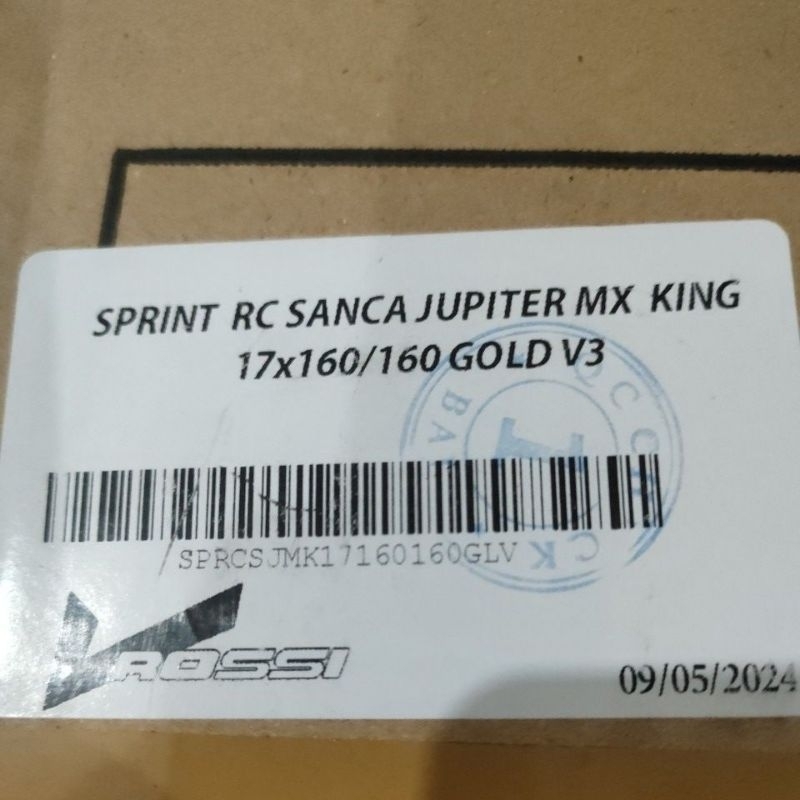 SPRINT RC SANCA JUPITER MX KING
17x160/160 GOLD V3
SPRCSJMK17160160GLV
ROSSI
09/05/2024